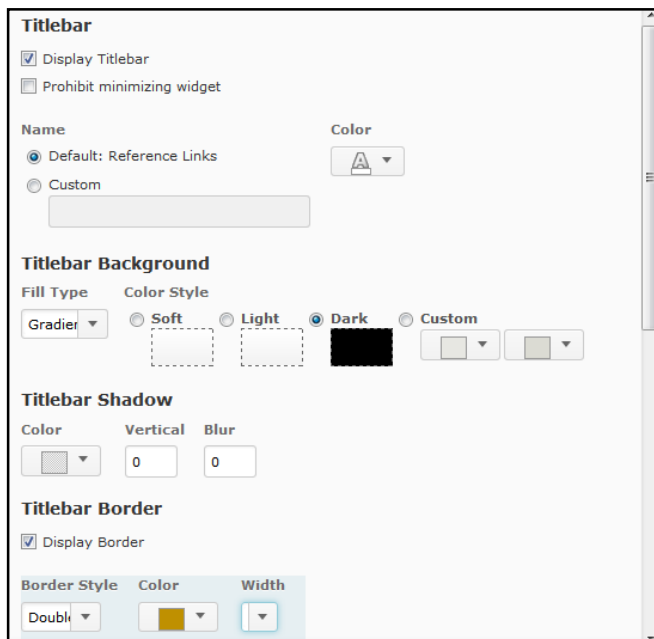 Titlebar
Display Titlebar
Prohibit minimizing widget
Name Color
Default: Reference Links
A
Custom
Titlebar Background
Fill Type Color Style
Gradier Soft Light Dark Custom
Titlebar Shadow
Color Vertical Blur
0 0
Titlebar Border
Display Border
Border Style Color Width
Double